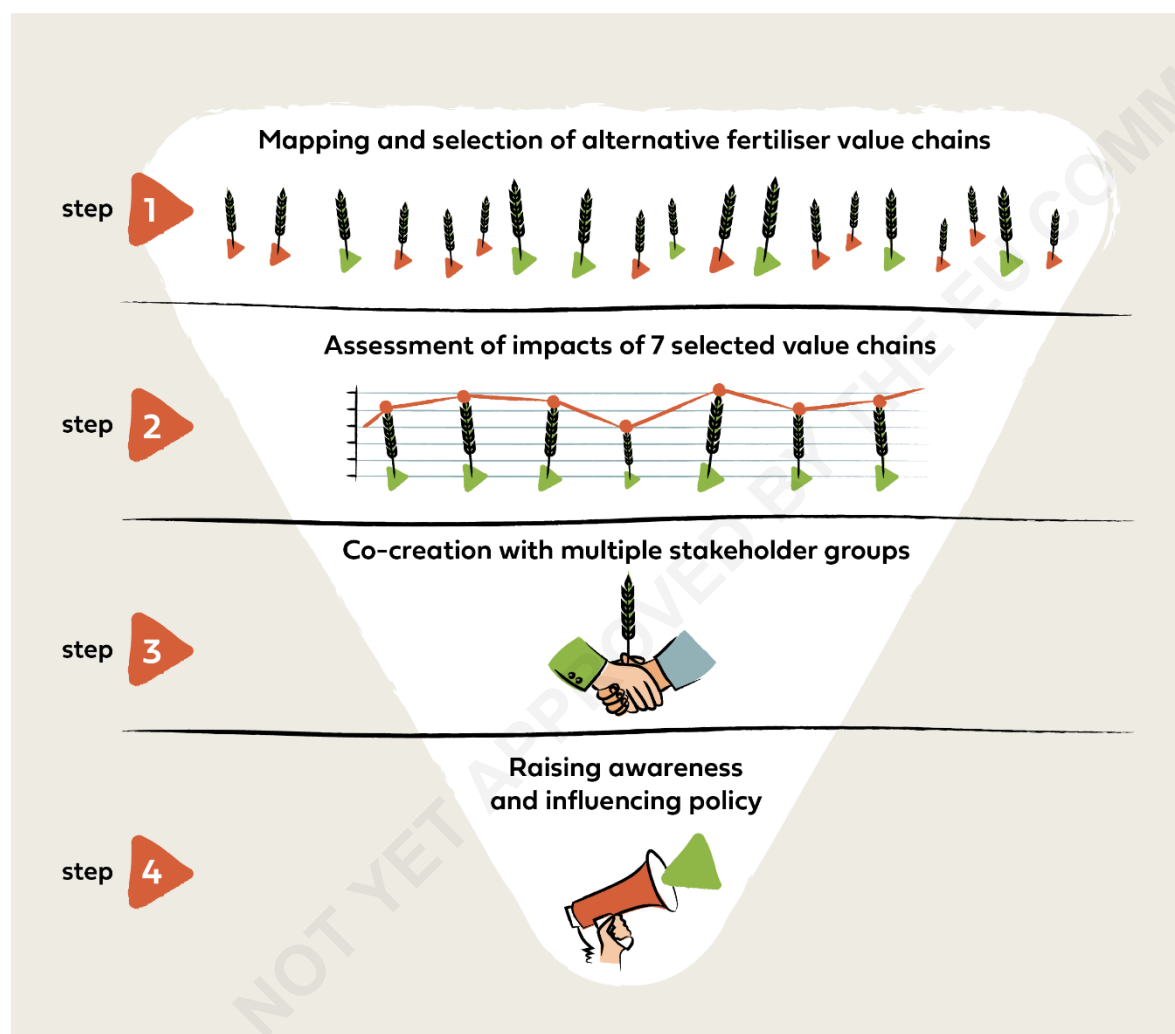 Mapping and selection of alternative fertiliser value chains
step 1
Assessment of impacts of 7 selected value chains
step 2
Co-creation with multiple stakeholder groups
step 3
Raising awareness
and influencing policy
step 4
NOT YET APPROVED BY THE EU COMM